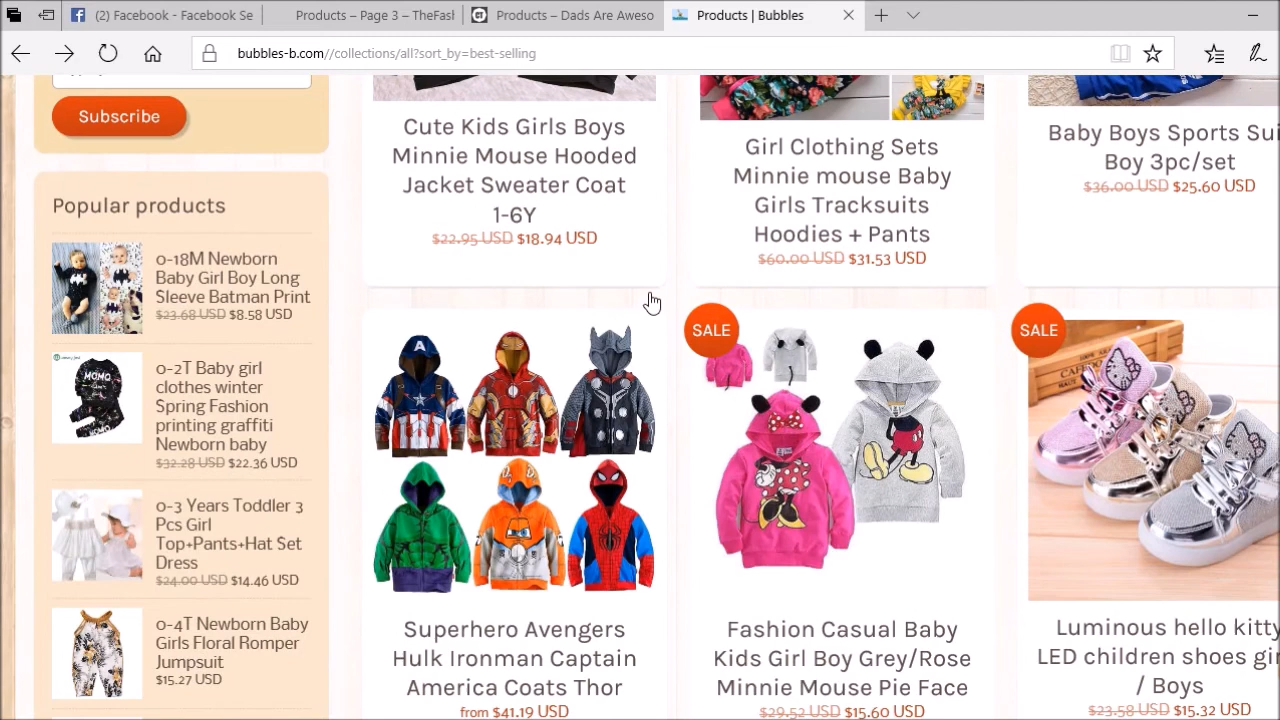 (2) Facebook - Facebook Se
Products – Page 3 – TheFash
Products – Dads Are Aweso
Products | Bubbles
bubbles-b.com//collections/all?sort_by=best-selling
Subscribe
Popular products
0-18M Newborn
Baby Girl Boy Long
Sleeve Batman Print
$23.68 USD $8.58 USD
0-2T Baby girl
clothes winter
Spring Fashion
printing graffiti
Newborn baby
$32.28 USD $22.36 USD
0-3 Years Toddler 3
Pcs Girl
Top+Pants+Hat Set
Dress
$24.00 USD $14.46 USD
0-4T Newborn Baby
Girls Floral Romper
Jumpsuit
$15.27 USD
Cute Kids Girls Boys
Minnie Mouse Hooded
Jacket Sweater Coat
1-6Y
$22.95 USD $18.94 USD
Girl Clothing Sets
Minnie mouse Baby
Girls Tracksuits
Hoodies + Pants
$60.00 USD $31.53 USD
Baby Boys Sports Su
Boy 3pc/set
$36.00 USD $25.60 USD
Superhero Avengers
Hulk Ironman Captain
America Coats Thor
from $41.19 USD
SALE
Fashion Casual Baby
Kids Girl Boy Grey/Rose
Minnie Mouse Pie Face
$29.52 USD $15.60 USD
SALE
Luminous hello kitty
LED children shoes gir
/ Boys
$23.58 USD $15.32 USD
MOMO
A